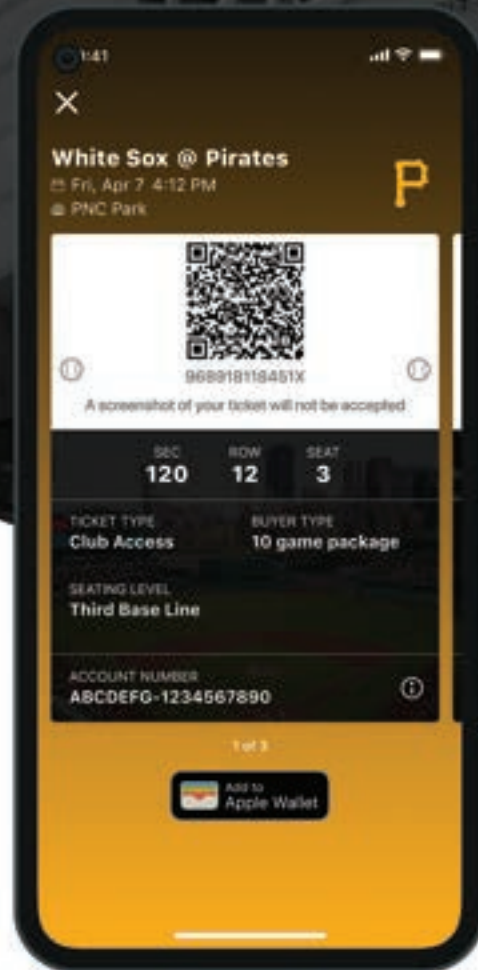 1:41
White Sox @ Pirates
Fri, Apr 7 4:12 PM
PNC Park
P
968918118451X
A screenshot of your ticket will not be accepted
SEC ROW SEAT
120 12 3
TICKET TYPE BUYER TYPE
Club Access 10 game package
SEATING LEVEL
Third Base Line
ACCOUNT NUMBER
ABCDEFG-1234567890
1 of 3
Add to
Apple Wallet